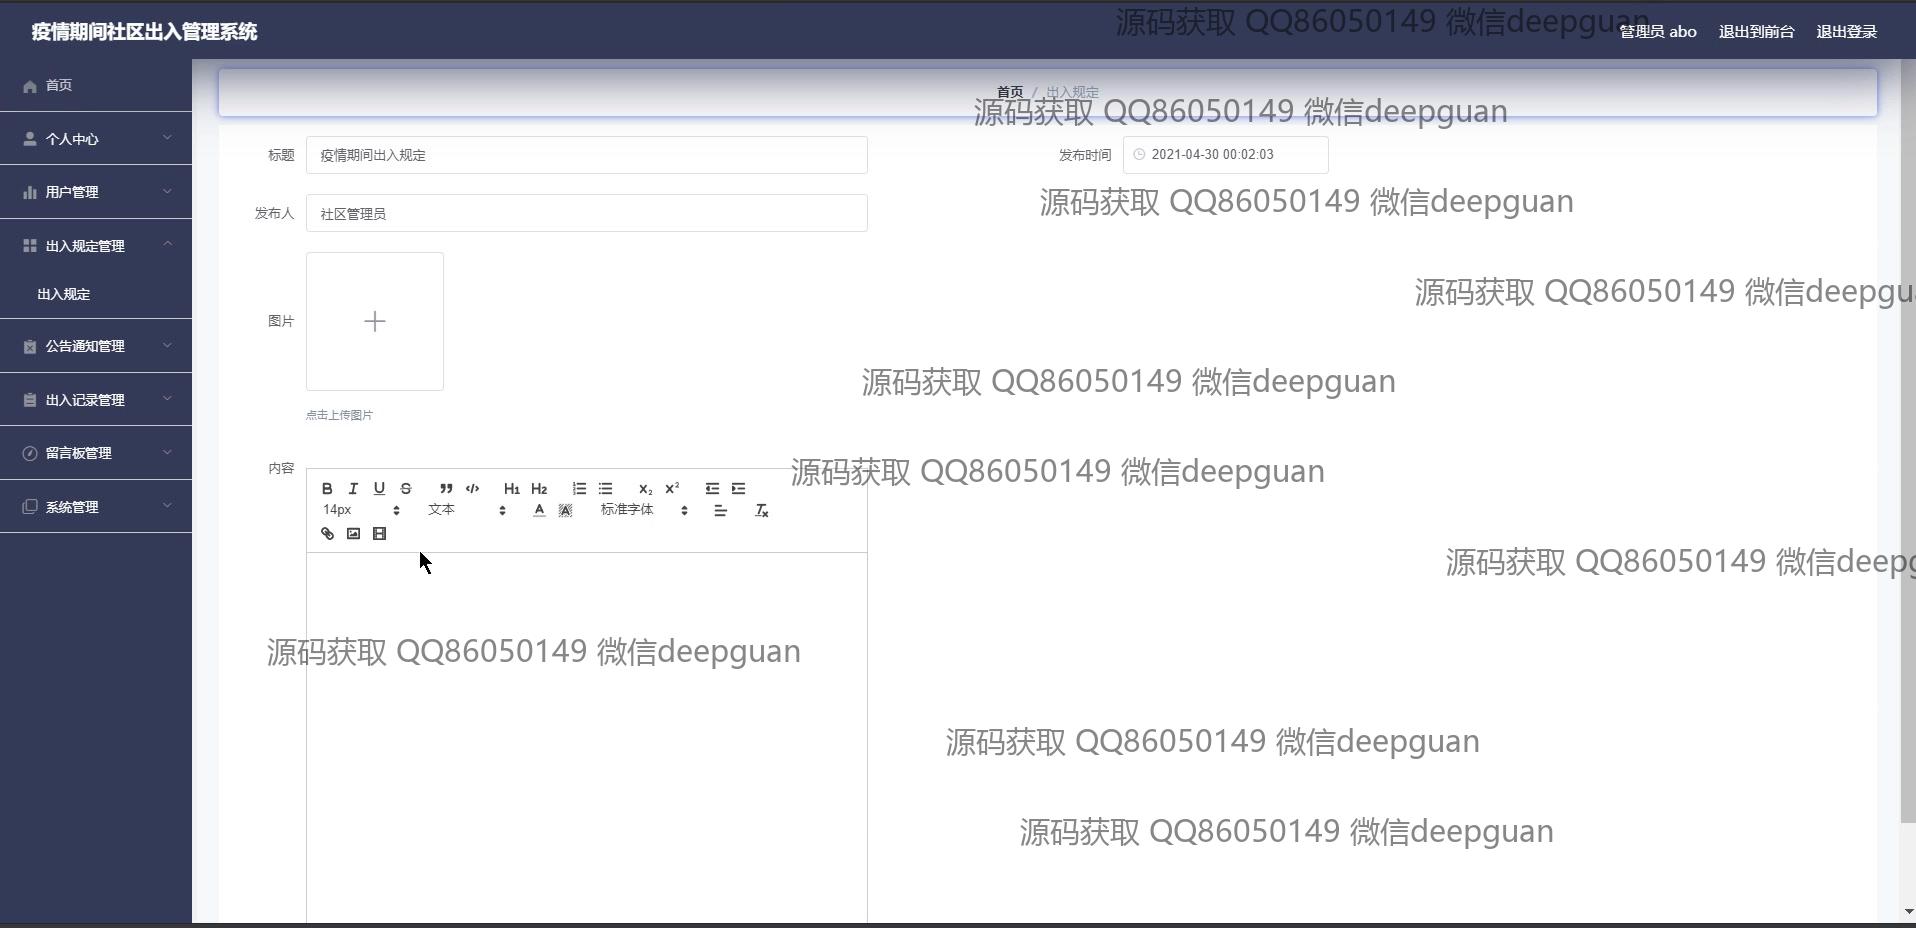 疫情期间社区出入管理系统
源码获取 QQ86050149 微信deepguan
管理员 abo
退出到前台
退出登录
首页
个人中心
用户管理
出入规定管理
出入规定
公告通知管理
出入记录管理
留言板管理
系统管理
首页 / 出入规定
源码获取 QQ86050149 微信deepguan
标题
疫情期间出入规定
发布时间
2021-04-30 00:02:03
源码获取 QQ86050149 微信deepguan
发布人
社区管理员
源码获取 QQ86050149 微信deepgu
图片
源码获取 QQ86050149 微信deepguan
点击上传图片
内容
源码获取 QQ86050149 微信deepguan
B I U S H1 H2 X2 X2
14px 文本 A A 标准字体 Tx
源码获取 QQ86050149 微信deepg
源码获取 QQ86050149 微信deepguan
源码获取 QQ86050149 微信deepguan
源码获取 QQ86050149 微信deepguan